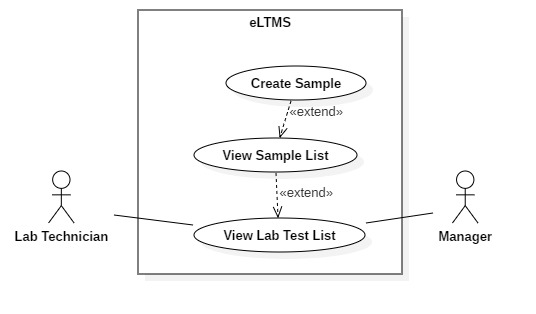 eLTMS
Create Sample
«extend»
View Sample List
«extend»
View Lab Test List
Lab Technician
Manager